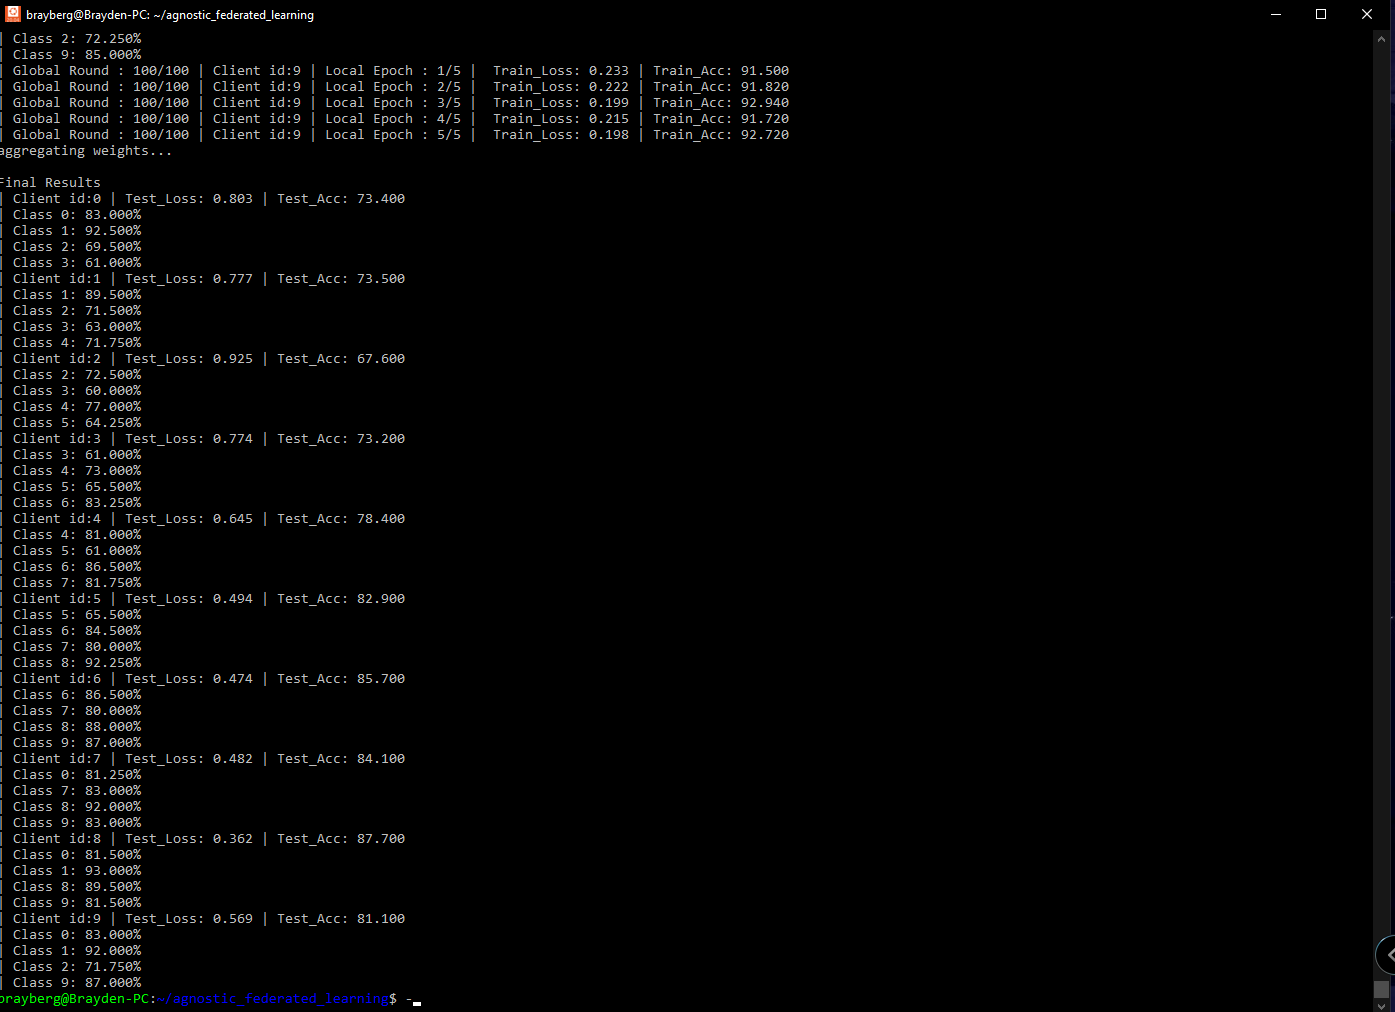 brayberg@Brayden-PC: ~/agnostic_federated_learning
| Class 2: 72.250%
| Class 9: 85.000%
| Global Round : 100/100 | Client id:9 | Local Epoch : 1/5 |  Train_Loss: 0.233 | Train_Acc: 91.500
| Global Round : 100/100 | Client id:9 | Local Epoch : 2/5 |  Train_Loss: 0.222 | Train_Acc: 91.820
| Global Round : 100/100 | Client id:9 | Local Epoch : 3/5 |  Train_Loss: 0.199 | Train_Acc: 92.940
| Global Round : 100/100 | Client id:9 | Local Epoch : 4/5 |  Train_Loss: 0.215 | Train_Acc: 91.720
| Global Round : 100/100 | Client id:9 | Local Epoch : 5/5 |  Train_Loss: 0.198 | Train_Acc: 92.720
aggregating weights...
Final Results
| Client id:0 | Test_Loss: 0.803 | Test_Acc: 73.400
| Class 0: 83.000%
| Class 1: 92.500%
| Class 2: 69.500%
| Class 3: 61.000%
| Client id:1 | Test_Loss: 0.777 | Test_Acc: 73.500
| Class 1: 89.500%
| Class 2: 71.500%
| Class 3: 63.000%
| Class 4: 71.750%
| Client id:2 | Test_Loss: 0.925 | Test_Acc: 67.600
| Class 2: 72.500%
| Class 3: 60.000%
| Class 4: 77.000%
| Class 5: 64.250%
| Client id:3 | Test_Loss: 0.774 | Test_Acc: 73.200
| Class 3: 61.000%
| Class 4: 73.000%
| Class 5: 65.500%
| Class 6: 83.250%
| Client id:4 | Test_Loss: 0.645 | Test_Acc: 78.400
| Class 4: 81.000%
| Class 5: 61.000%
| Class 6: 86.500%
| Class 7: 81.750%
| Client id:5 | Test_Loss: 0.494 | Test_Acc: 82.900
| Class 5: 65.500%
| Class 6: 84.500%
| Class 7: 80.000%
| Class 8: 92.250%
| Client id:6 | Test_Loss: 0.474 | Test_Acc: 85.700
| Class 6: 86.500%
| Class 7: 80.000%
| Class 8: 88.000%
| Class 9: 87.000%
| Client id:7 | Test_Loss: 0.482 | Test_Acc: 84.100
| Class 0: 81.250%
| Class 7: 83.000%
| Class 8: 92.000%
| Class 9: 83.000%
| Client id:8 | Test_Loss: 0.362 | Test_Acc: 87.700
| Class 0: 81.500%
| Class 1: 93.000%
| Class 8: 89.500%
| Class 9: 81.500%
| Client id:9 | Test_Loss: 0.569 | Test_Acc: 81.100
| Class 0: 83.000%
| Class 1: 92.000%
| Class 2: 71.750%
| Class 9: 87.000%
brayberg@Brayden-PC:~/agnostic_federated_learning$ -